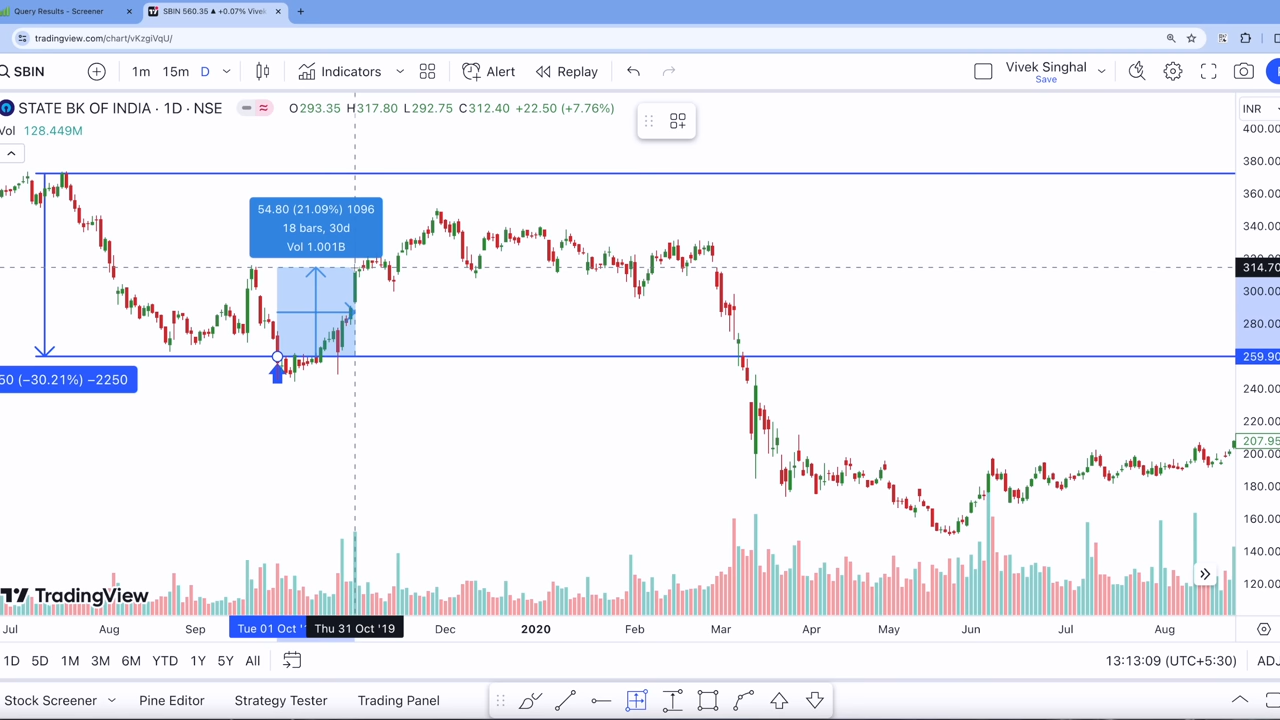 Query Results - Screener
SBIN 560.35 ▲ +0.07% Vivek
tradingview.com/chart/vKzgiVqU/
SBIN
1m 15m D
Indicators
Alert
Replay
Vivek Singhal
Save
STATE BK OF INDIA · 1D · NSE
O293.35 H317.80 L292.75 C312.40 +22.50 (+7.76%)
INR
Vol 128.449M
400.00
380.00
360.00
340.00
314.70
300.00
280.00
259.90
240.00
220.00
207.95
200.00
180.00
160.00
140.00
120.00
54.80 (21.09%) 1096
18 bars, 30d
Vol 1.001B
50 (−30.21%) −2250
TradingView
Jul Aug Sep Tue 01 Oct ' Thu 31 Oct '19 Dec 2020 Feb Mar Apr May Jun Jul Aug
1D 5D 1M 3M 6M YTD 1Y 5Y All
13:13:09 (UTC+5:30)
ADJ
Stock Screener
Pine Editor
Strategy Tester
Trading Panel